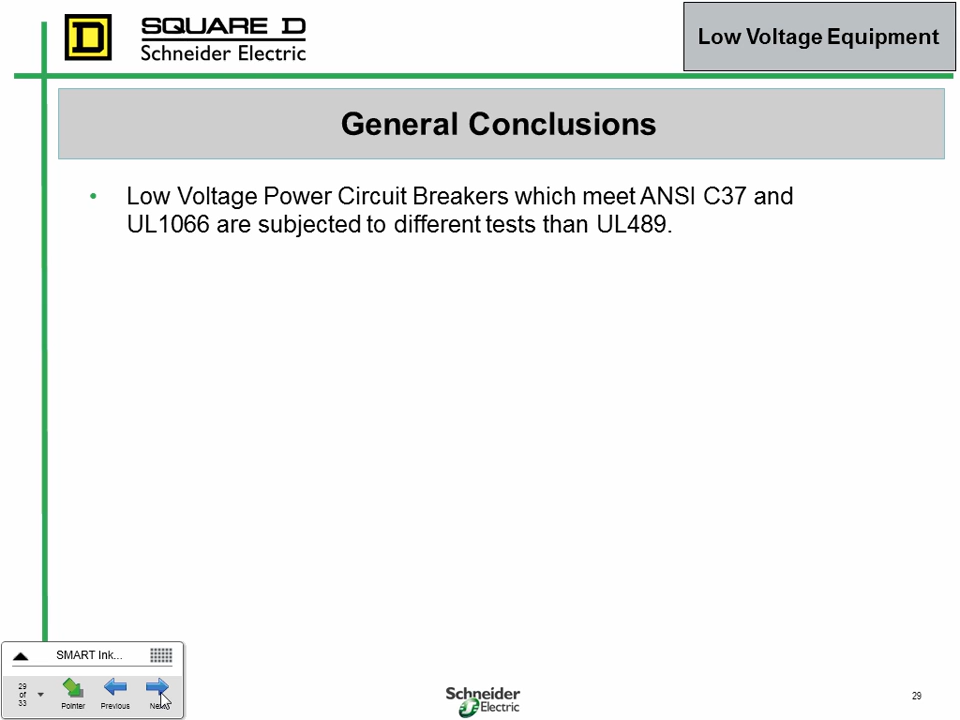 SQUARE D
Schneider Electric
Low Voltage Equipment
General Conclusions
• Low Voltage Power Circuit Breakers which meet ANSI C37 and
UL1066 are subjected to different tests than UL489.
SMART Ink...
29
of
33
Pointer
Previous
Schneider
Electric
29